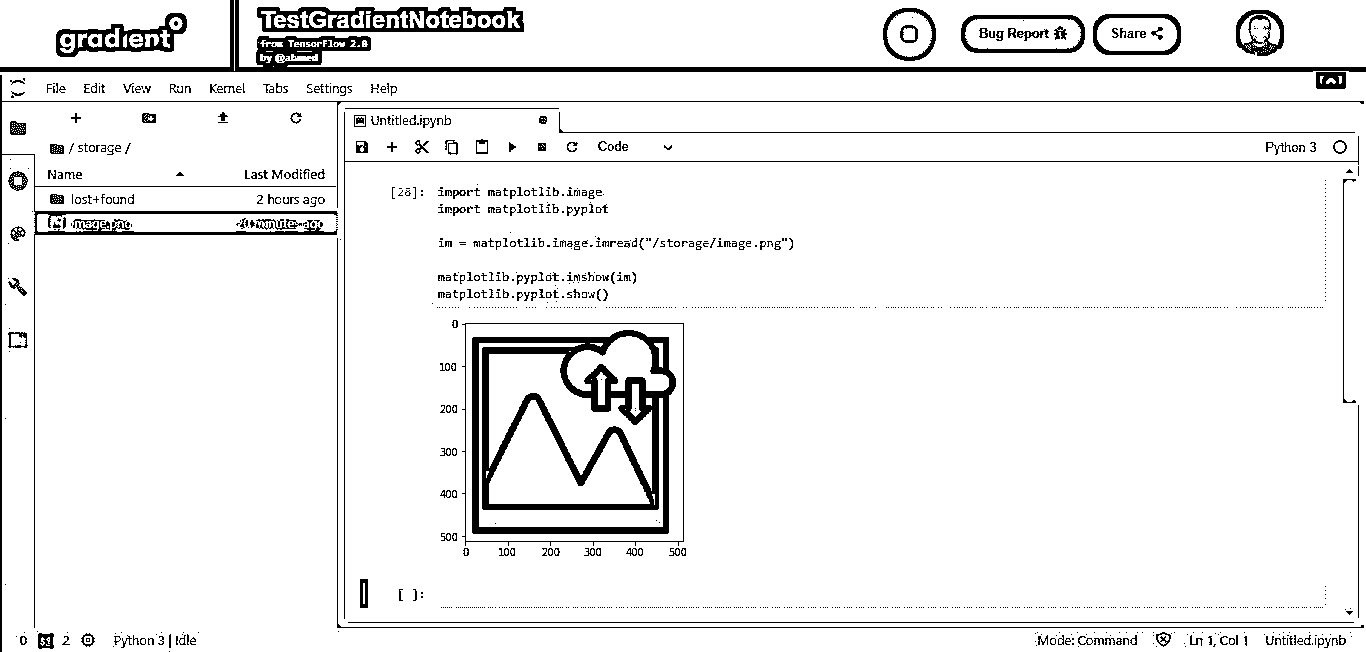 gradient
TestGradientNotebook
from TensorFlow 2.0
by @ahmed
Bug Report
Share
File Edit View Run Kernel Tabs Settings Help
/ storage /
Name Last Modified
lost+found 2 hours ago
image.png minutes ago
Untitled.ipynb
Code
Python 3
[28]: import matplotlib.image
import matplotlib.pyplot
im = matplotlib.image.imread("/storage/image.png")
matplotlib.pyplot.imshow(im)
matplotlib.pyplot.show()
0
100
200
300
400
500
0 100 200 300 400 500
[ ]:
0 2 Python 3 | Idle
Mode: Command Ln 1, Col 1 Untitled.ipynb